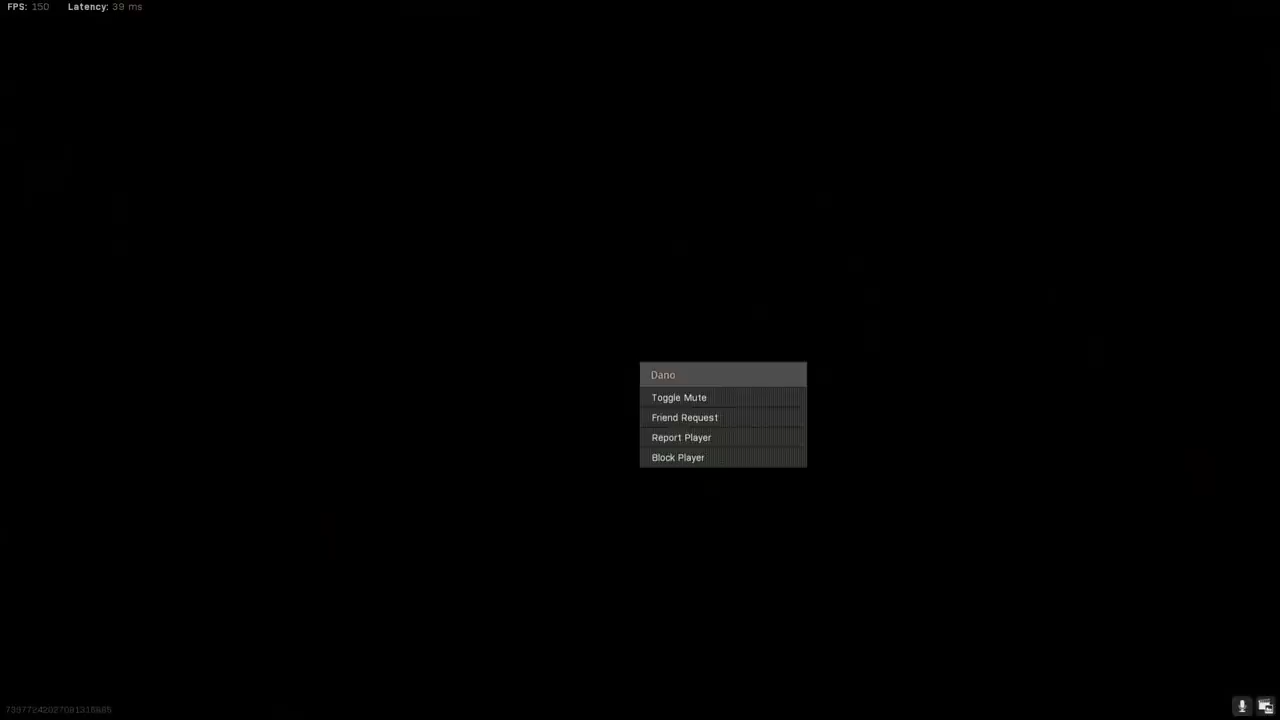 FPS: 150 Latency: 39 ms
Dano
Toggle Mute
Friend Request
Report Player
Block Player